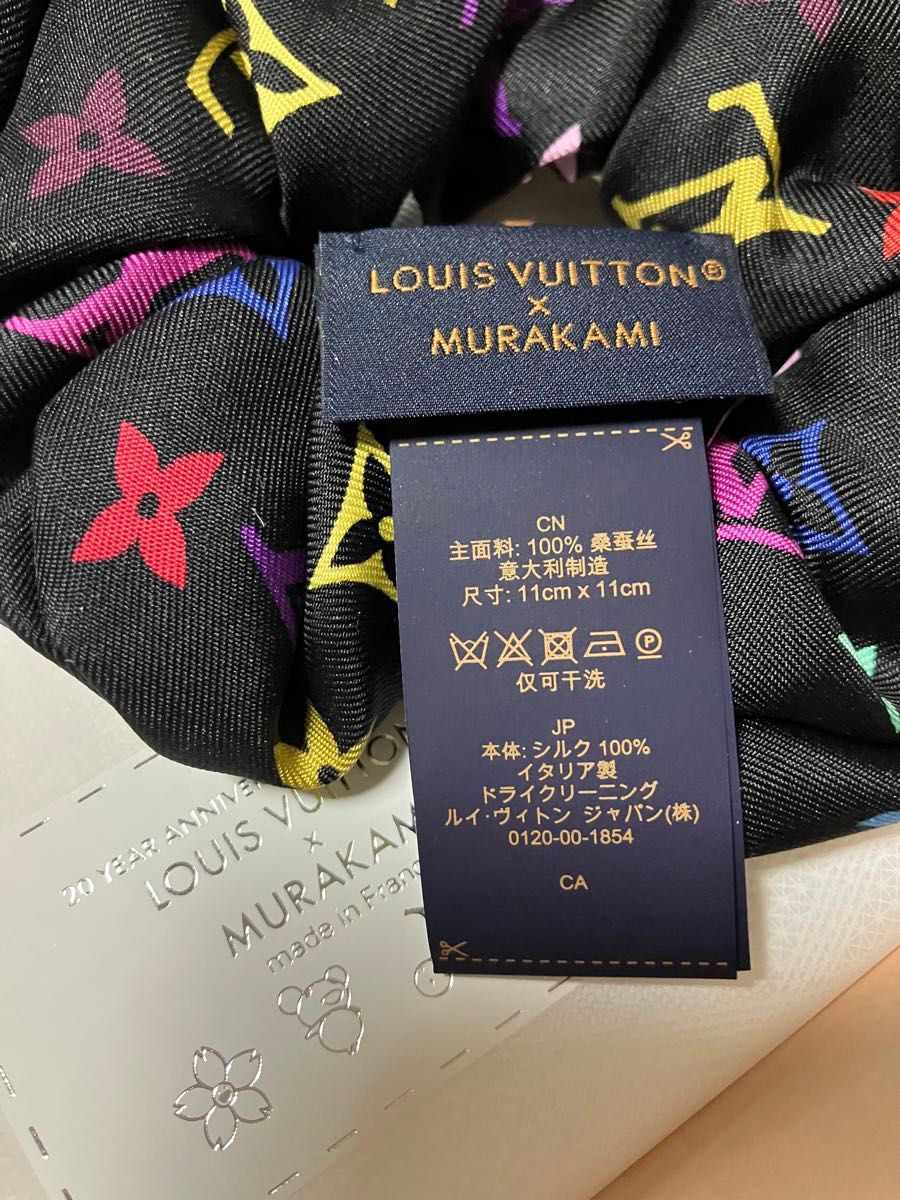 LOUIS VUITTON®
X
MURAKAMI
CN
主面料: 100% 桑蚕丝
意大利制造
尺寸: 11cm x 11cm
P
仅可干洗
JP
本体: シルク 100%
イタリア製
ドライクリーニング
ルイ・ヴィトン ジャパン(株)
0120-00-1854
CA
20 YEAR
LOUIS VUITTON
x
MURAKAM
made in Franc